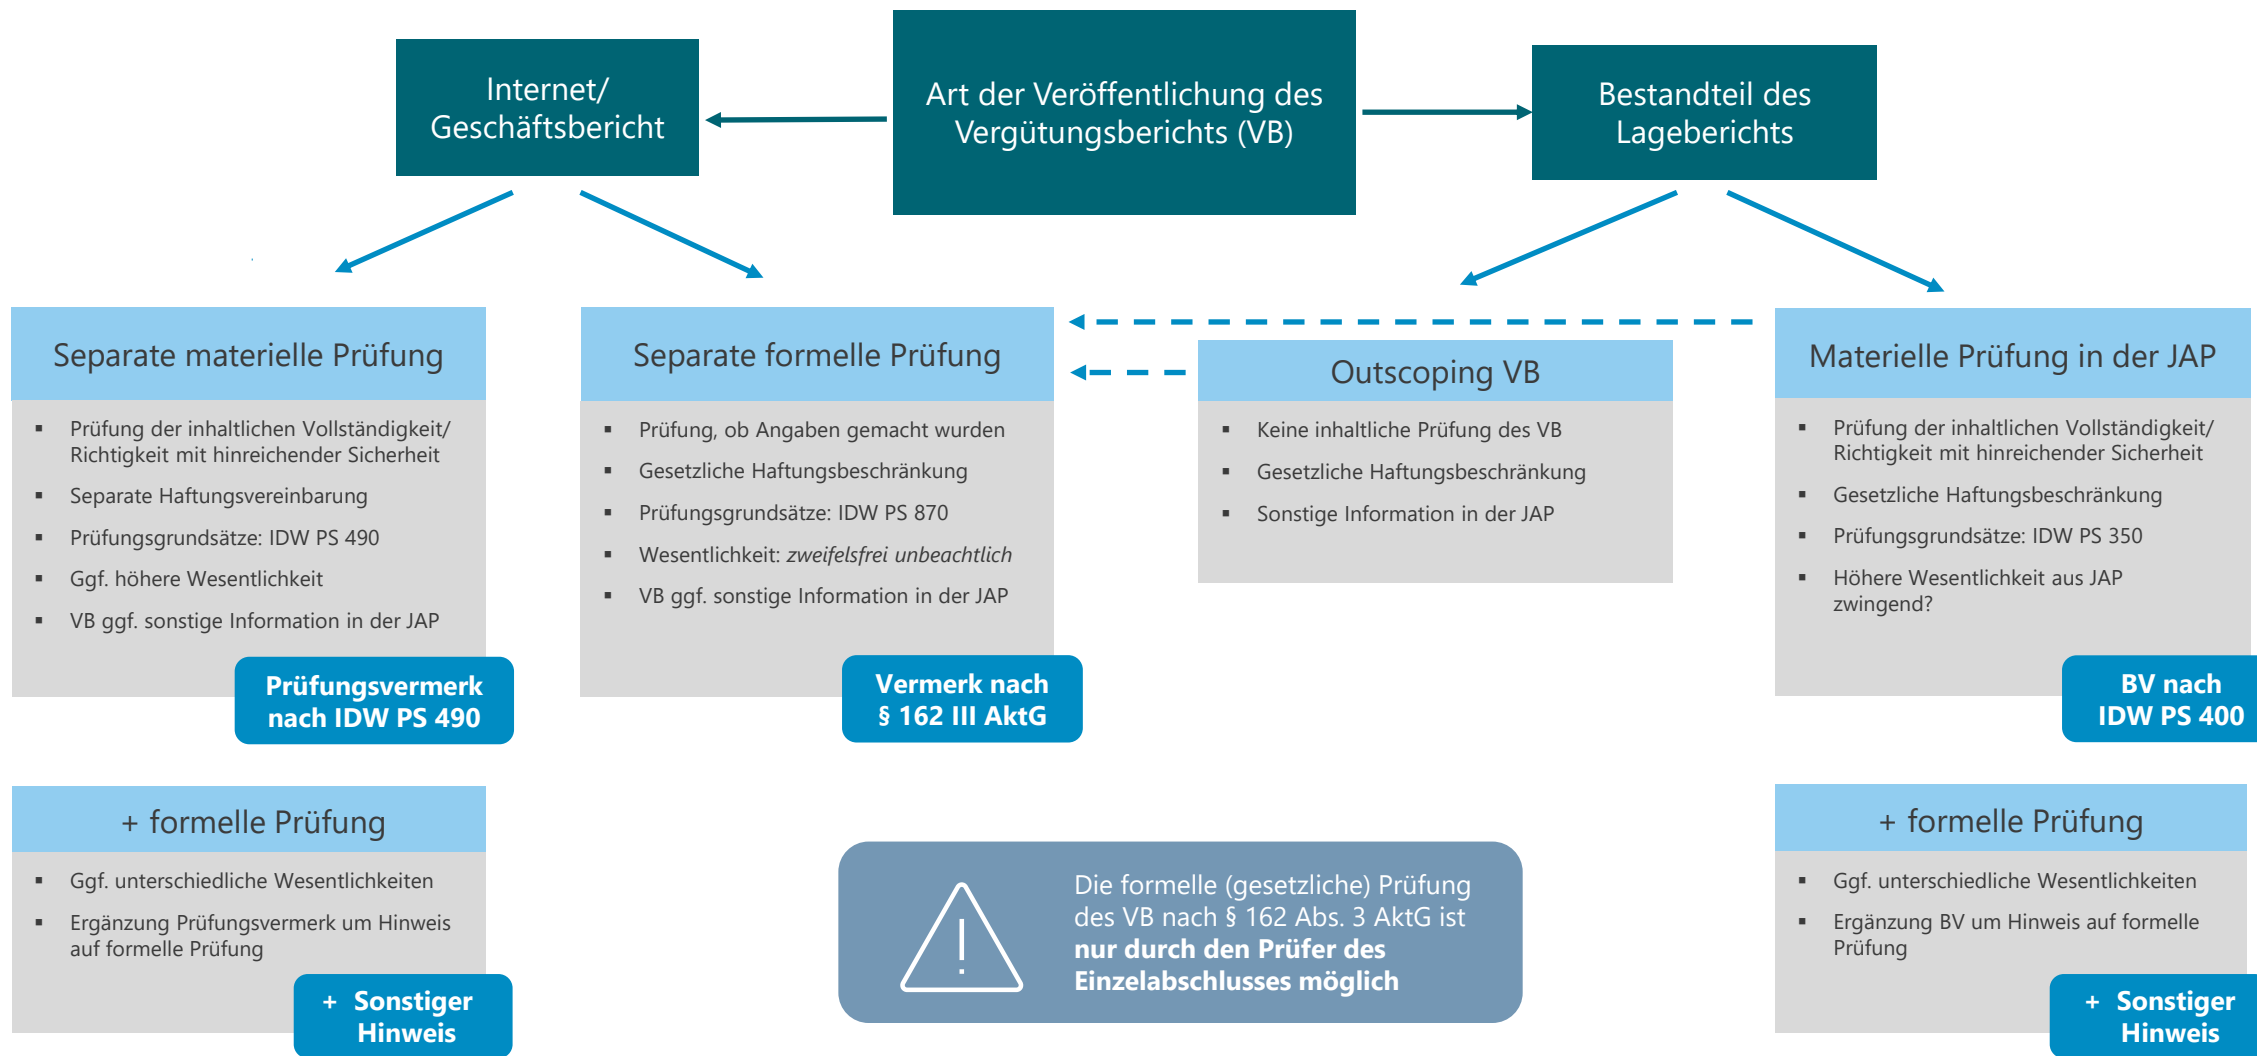 Internet/
Geschäftsbericht
Art der Veröffentlichung des
Vergütungsberichts (VB)
Bestandteil des
Lageberichts
Separate materielle Prüfung
▪ Prüfung der inhaltlichen Vollständigkeit/
Richtigkeit mit hinreichender Sicherheit
▪ Separate Haftungsvereinbarung
▪ Prüfungsgrundsätze: IDW PS 490
▪ Ggf. höhere Wesentlichkeit
▪ VB ggf. sonstige Information in der JAP
Prüfungsvermerk
nach IDW PS 490
Separate formelle Prüfung
▪ Prüfung, ob Angaben gemacht wurden
▪ Gesetzliche Haftungsbeschränkung
▪ Prüfungsgrundsätze: IDW PS 870
▪ Wesentlichkeit: zweifelsfrei unbeachtlich
▪ VB ggf. sonstige Information in der JAP
Vermerk nach
§ 162 III AktG
Outscoping VB
▪ Keine inhaltliche Prüfung des VB
▪ Gesetzliche Haftungsbeschränkung
▪ Sonstige Information in der JAP
Materielle Prüfung in der JAP
▪ Prüfung der inhaltlichen Vollständigkeit/
Richtigkeit mit hinreichender Sicherheit
▪ Gesetzliche Haftungsbeschränkung
▪ Prüfungsgrundsätze: IDW PS 350
▪ Höhere Wesentlichkeit aus JAP
zwingend?
BV nach
IDW PS 400
+ formelle Prüfung
▪ Ggf. unterschiedliche Wesentlichkeiten
▪ Ergänzung Prüfungsvermerk um Hinweis
auf formelle Prüfung
+ Sonstiger
Hinweis
Die formelle (gesetzliche) Prüfung
des VB nach § 162 Abs. 3 AktG ist
nur durch den Prüfer des
Einzelabschlusses möglich
+ formelle Prüfung
▪ Ggf. unterschiedliche Wesentlichkeiten
▪ Ergänzung BV um Hinweis auf formelle
Prüfung
+ Sonstiger
Hinweis